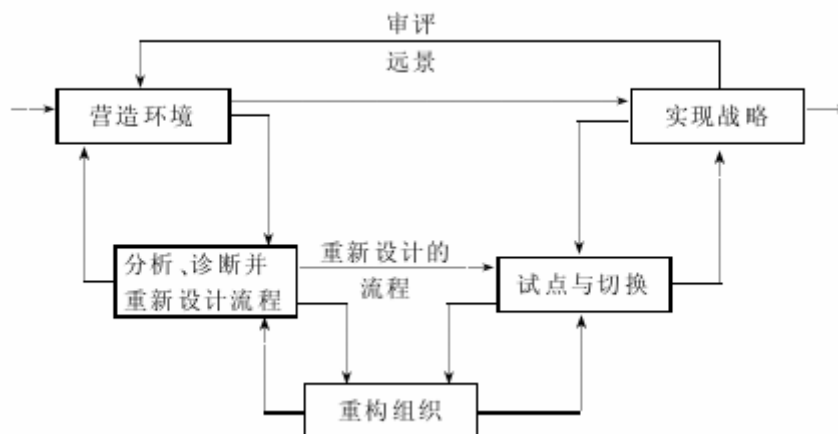 审评
远景
营造环境
实现战略
分析、诊断并
重新设计流程
重新设计的
流程
试点与切换
重构组织